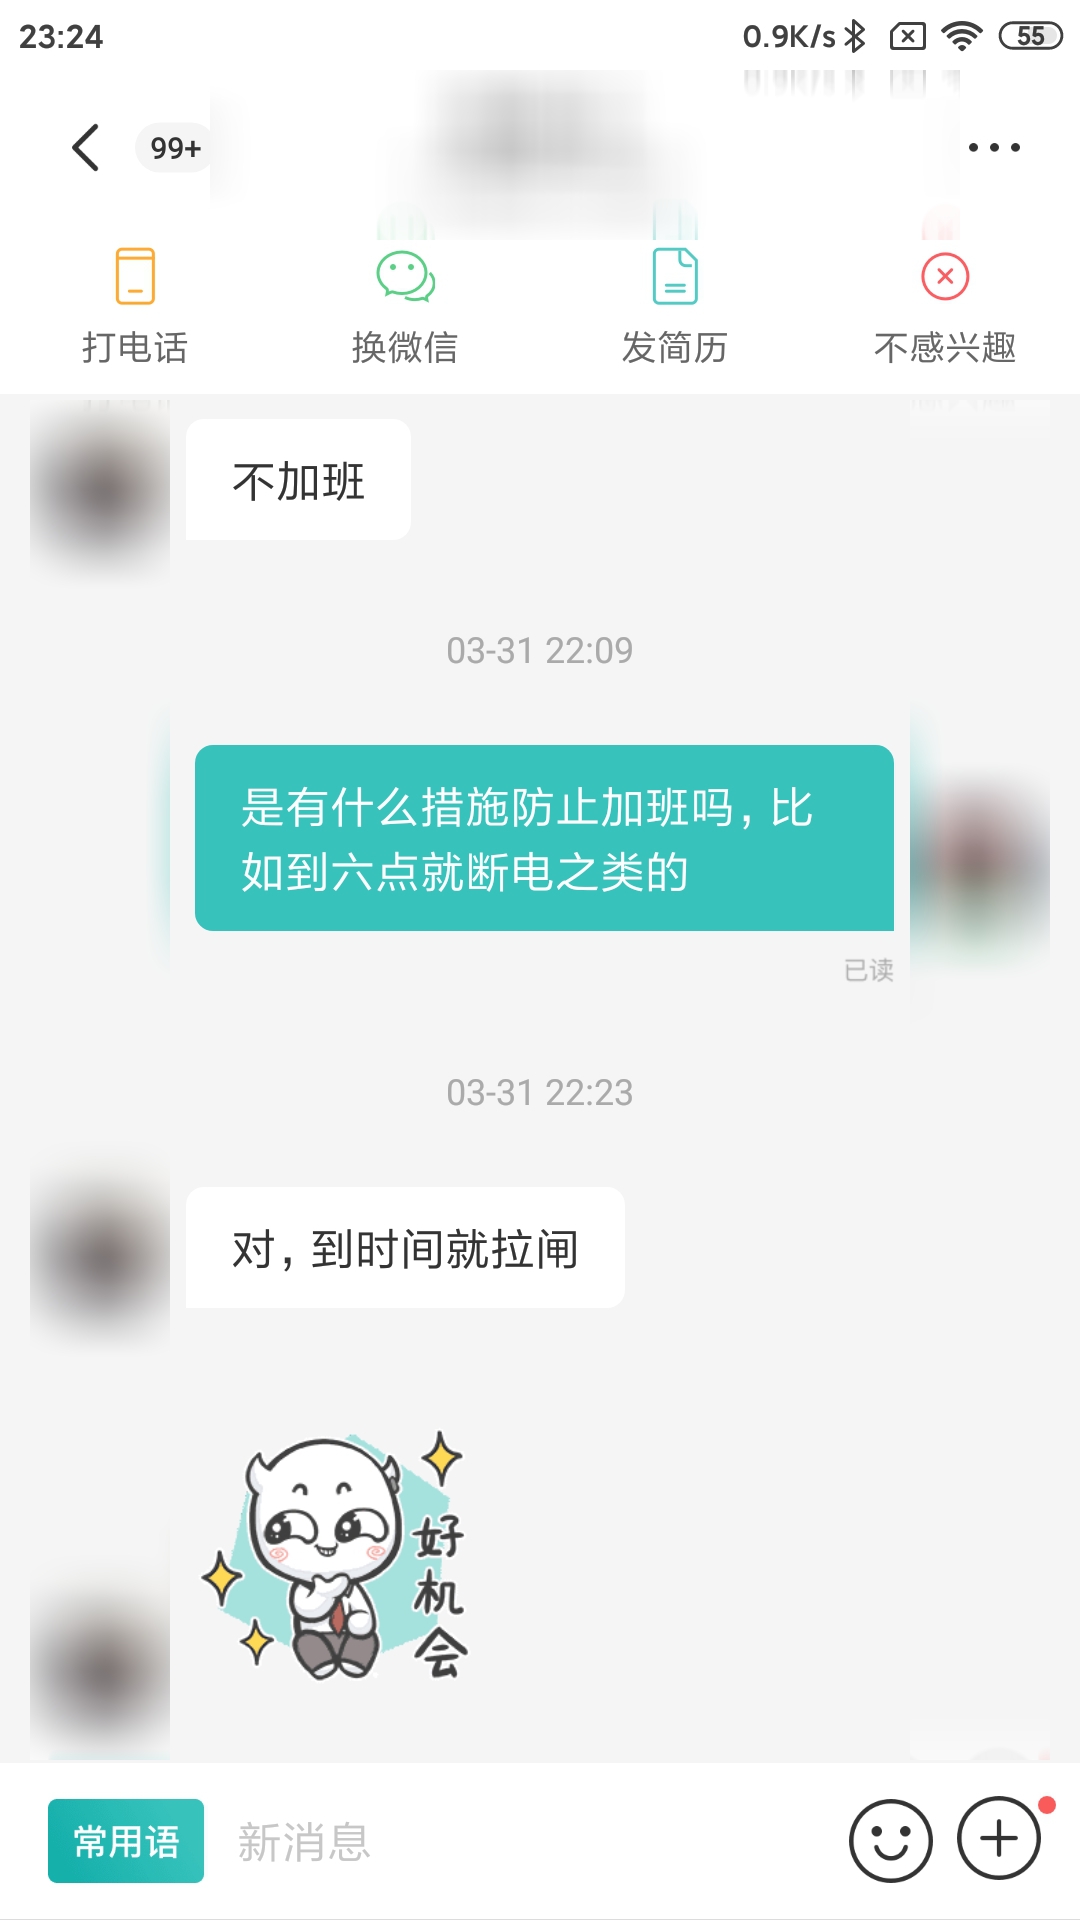 23:24
0.9K/s
55
99+
打电话
换微信
发简历
不感兴趣
不加班
03-31 22:09
是有什么措施防止加班吗，比
如到六点就断电之类的
已读
03-31 22:23
对，到时间就拉闸
好
机
会
常用语
新消息